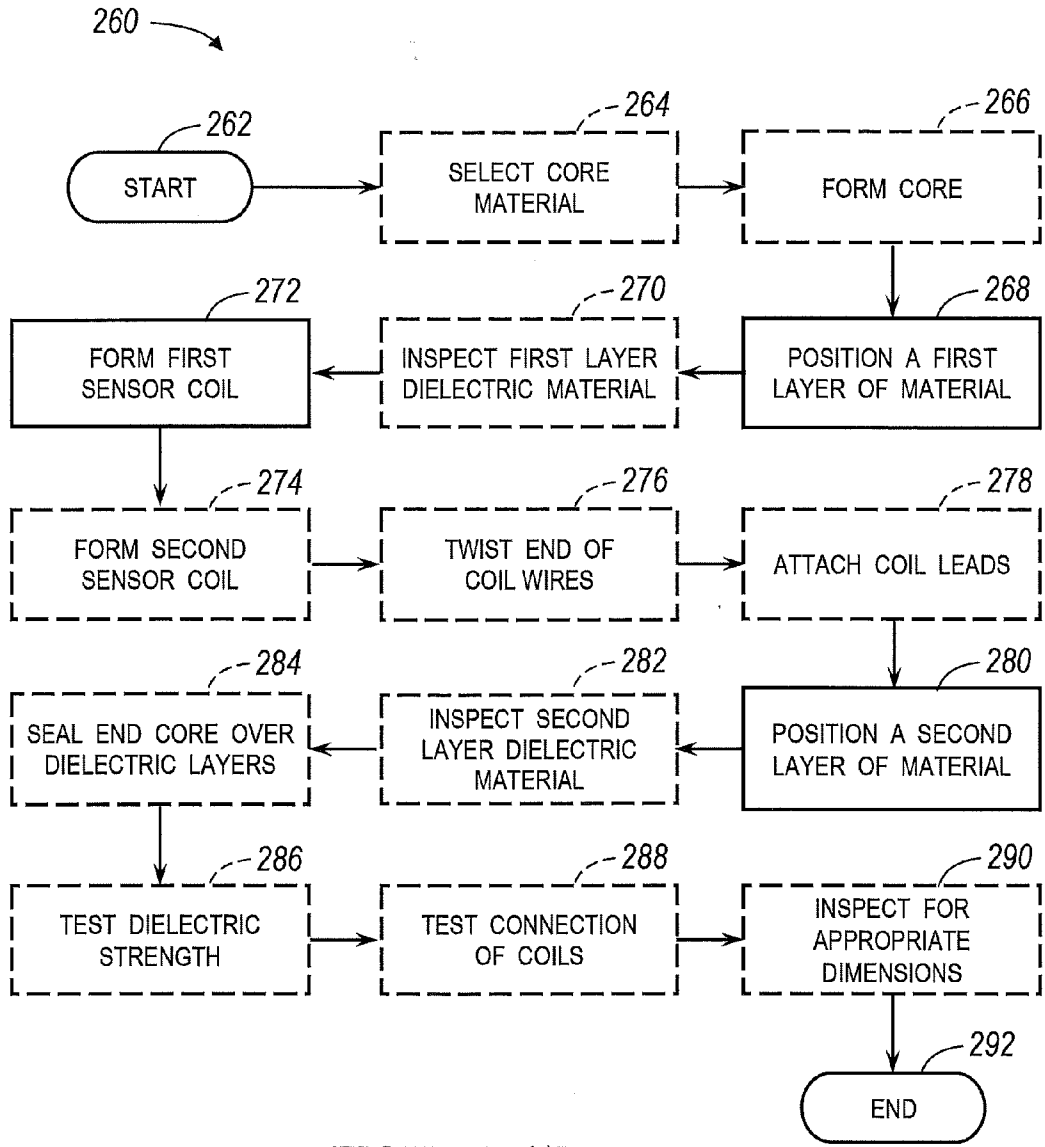 260
262
START
264
SELECT CORE
MATERIAL
266
FORM CORE
268
POSITION A FIRST
LAYER OF MATERIAL
270
INSPECT FIRST LAYER
DIELECTRIC MATERIAL
272
FORM FIRST
SENSOR COIL
274
FORM SECOND
SENSOR COIL
276
TWIST END OF
COIL WIRES
278
ATTACH COIL LEADS
280
POSITION A SECOND
LAYER OF MATERIAL
282
INSPECT SECOND
LAYER DIELECTRIC
MATERIAL
284
SEAL END CORE OVER
DIELECTRIC LAYERS
286
TEST DIELECTRIC
STRENGTH
288
TEST CONNECTION
OF COILS
290
INSPECT FOR
APPROPRIATE
DIMENSIONS
292
END